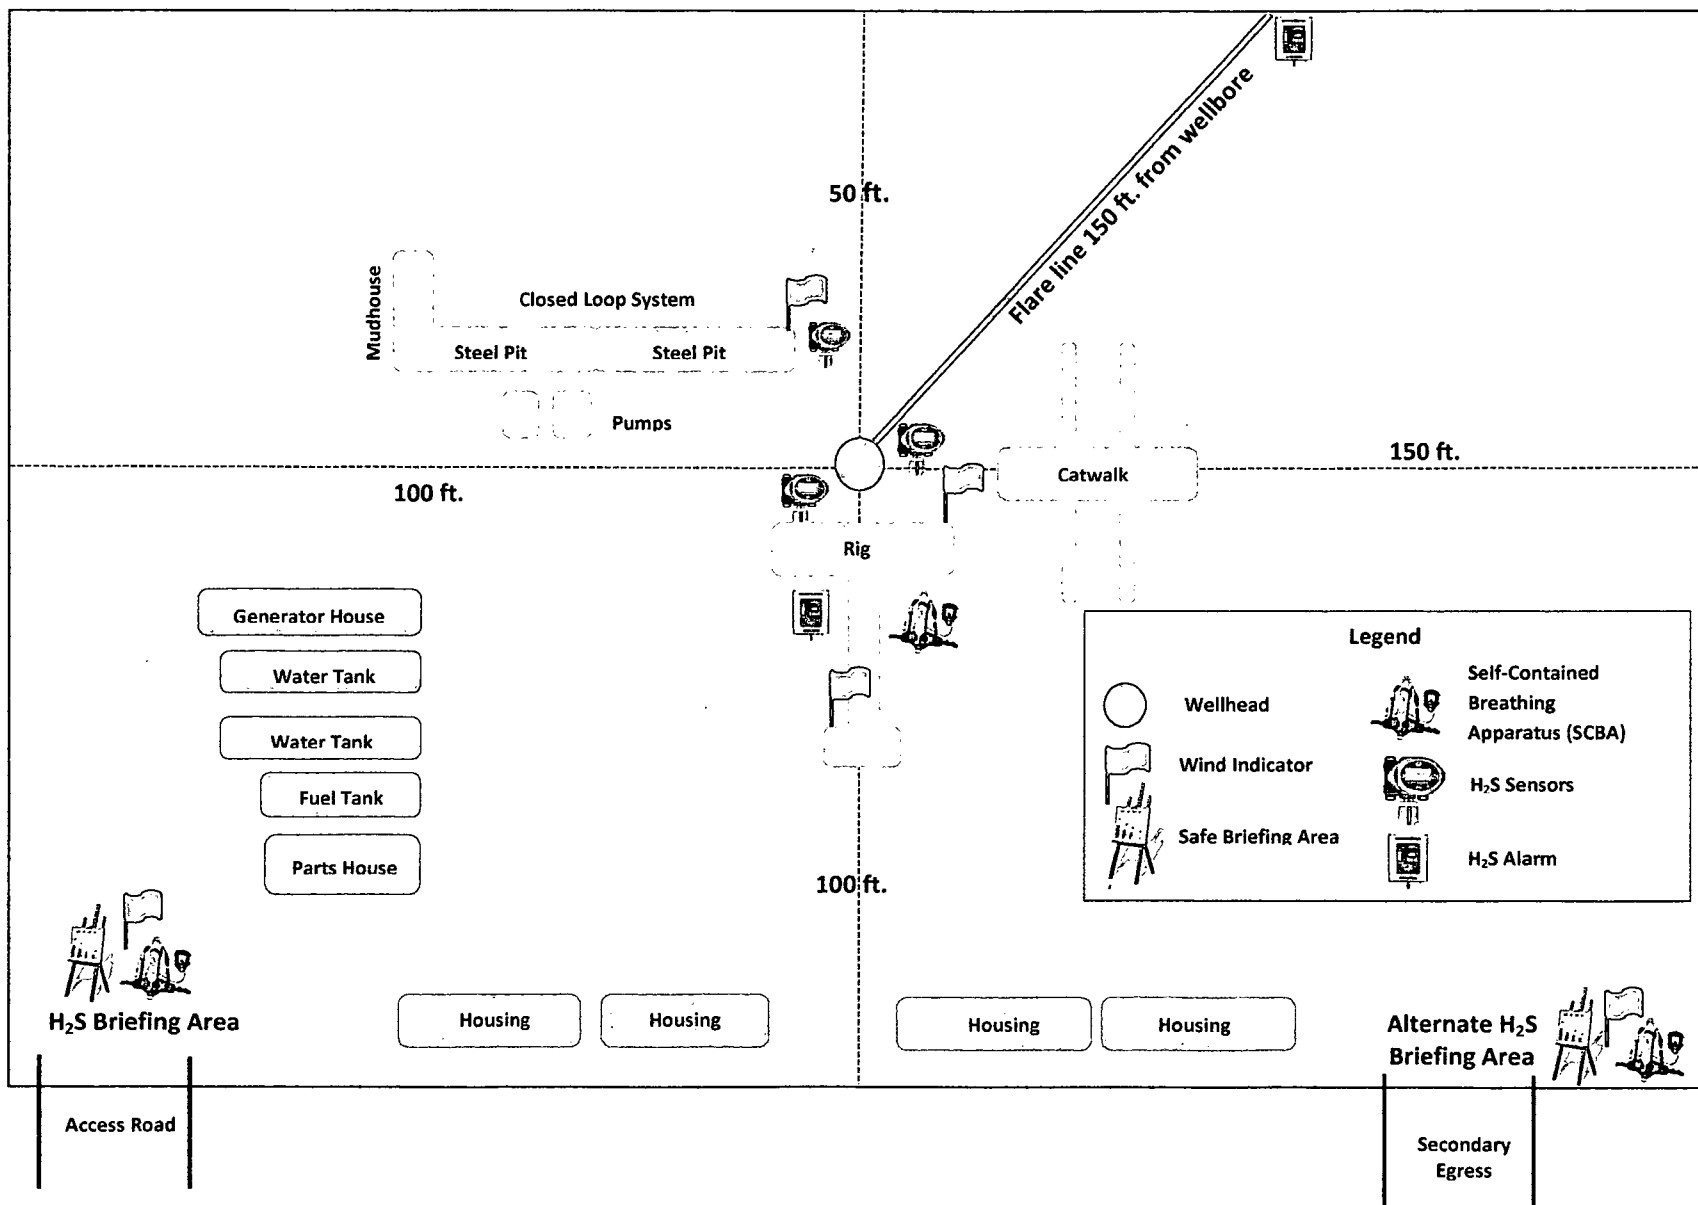 50 ft.
Flare line 150 ft. from wellbore
Mudhouse
Closed Loop System
Steel Pit
Steel Pit
Pumps
100 ft.
150 ft.
Catwalk
Rig
Generator House
Water Tank
Water Tank
Fuel Tank
Parts House
100 ft.
Legend
Wellhead
Wind Indicator
Safe Briefing Area
Self-Contained
Breathing
Apparatus (SCBA)
H₂S Sensors
H₂S Alarm
H₂S Briefing Area
Housing
Housing
Housing
Housing
Alternate H₂S
Briefing Area
Access Road
Secondary
Egress